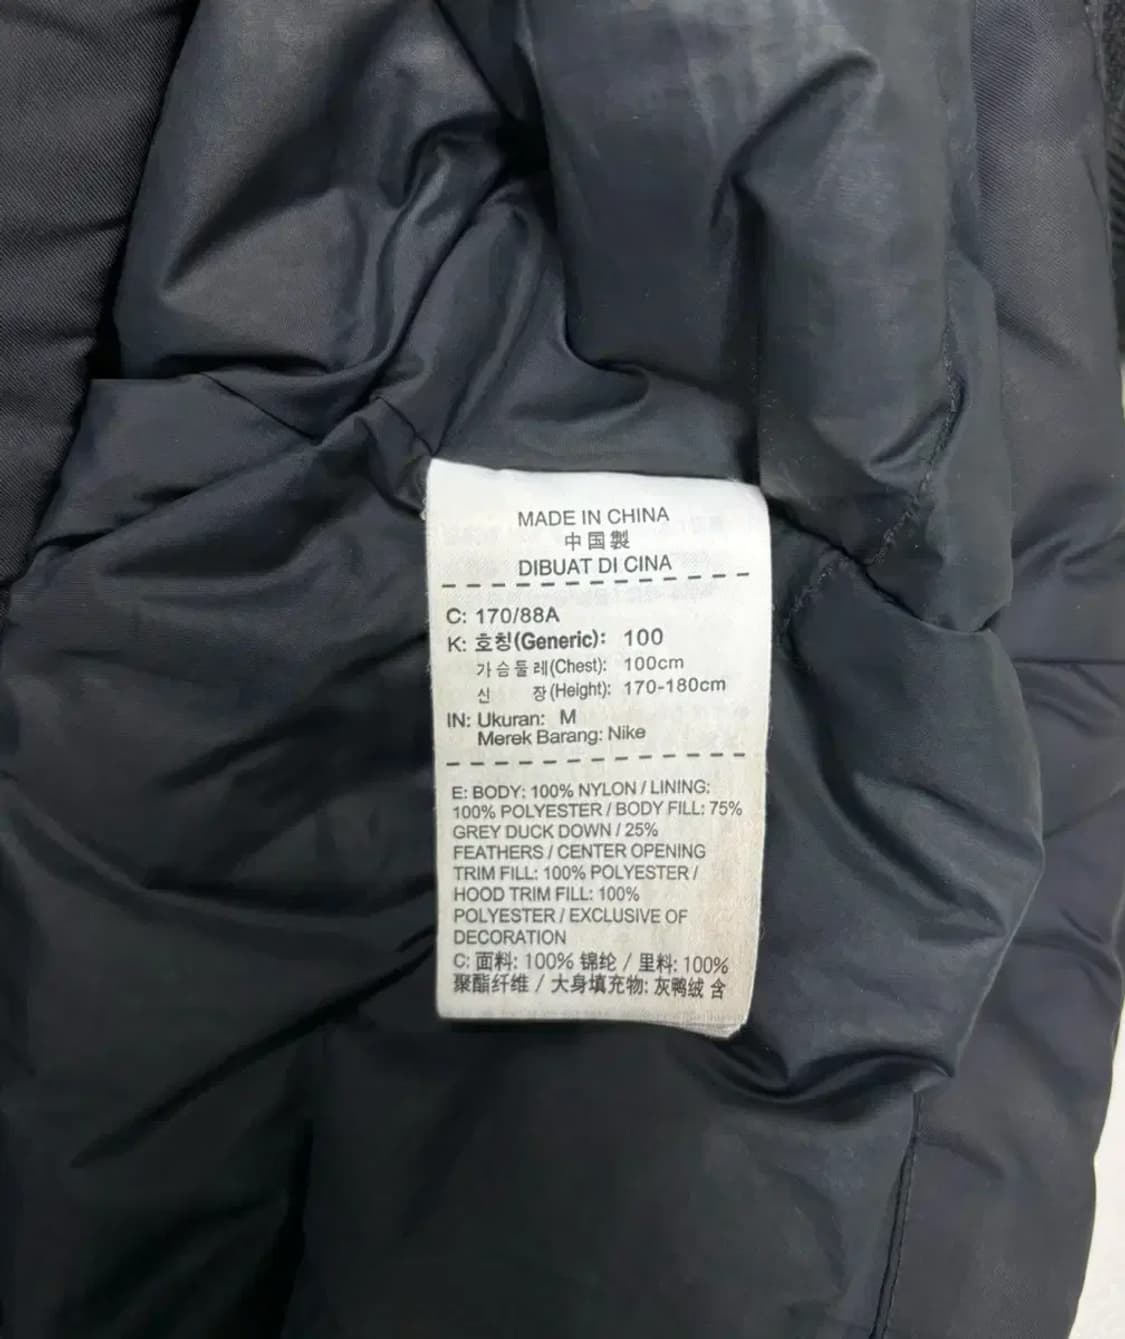 MADE IN CHINA
中国製
DIBUAT DI CINA
C: 170/88A
K: 호칭(Generic): 100
가슴둘레(Chest): 100cm
신 장(Height): 170-180cm
IN: Ukuran: M
Merek Barang: Nike
E: BODY: 100% NYLON / LINING:
100% POLYESTER / BODY FILL: 75%
GREY DUCK DOWN / 25%
FEATHERS / CENTER OPENING
TRIM FILL: 100% POLYESTER /
HOOD TRIM FILL: 100%
POLYESTER / EXCLUSIVE OF
DECORATION
C: 面料: 100% 锦纶 / 里料: 100%
聚酯纤维 / 大身填充物: 灰鸭绒 含